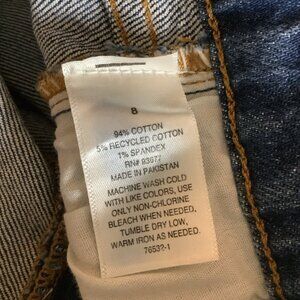 8
94% COTTON
5% RECYCLED COTTON
1% SPANDEX
RN# 93977
MADE IN PAKISTAN
MACHINE WASH COLD
WITH LIKE COLORS, USE
ONLY NON-CHLORINE
BLEACH WHEN NEEDED.
TUMBLE DRY LOW,
WARM IRON AS NEEDED.
76532-1